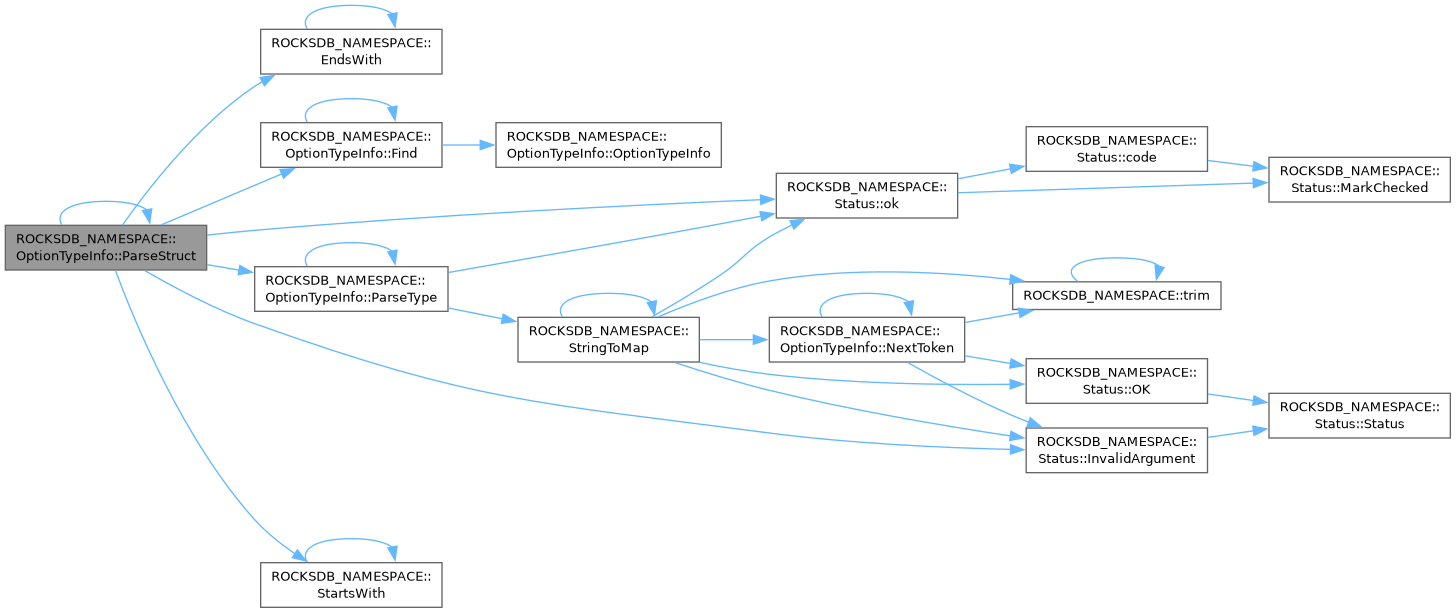 ROCKSDB_NAMESPACE::
OptionTypeInfo::ParseStruct
ROCKSDB_NAMESPACE::
EndsWith
ROCKSDB_NAMESPACE::
OptionTypeInfo::Find
ROCKSDB_NAMESPACE::
OptionTypeInfo::OptionTypeInfo
ROCKSDB_NAMESPACE::
Status::ok
ROCKSDB_NAMESPACE::
Status::code
ROCKSDB_NAMESPACE::
Status::MarkChecked
ROCKSDB_NAMESPACE::
OptionTypeInfo::ParseType
ROCKSDB_NAMESPACE::
StringToMap
ROCKSDB_NAMESPACE::
OptionTypeInfo::NextToken
ROCKSDB_NAMESPACE::trim
ROCKSDB_NAMESPACE::
Status::OK
ROCKSDB_NAMESPACE::
Status::InvalidArgument
ROCKSDB_NAMESPACE::
Status::Status
ROCKSDB_NAMESPACE::
StartsWith